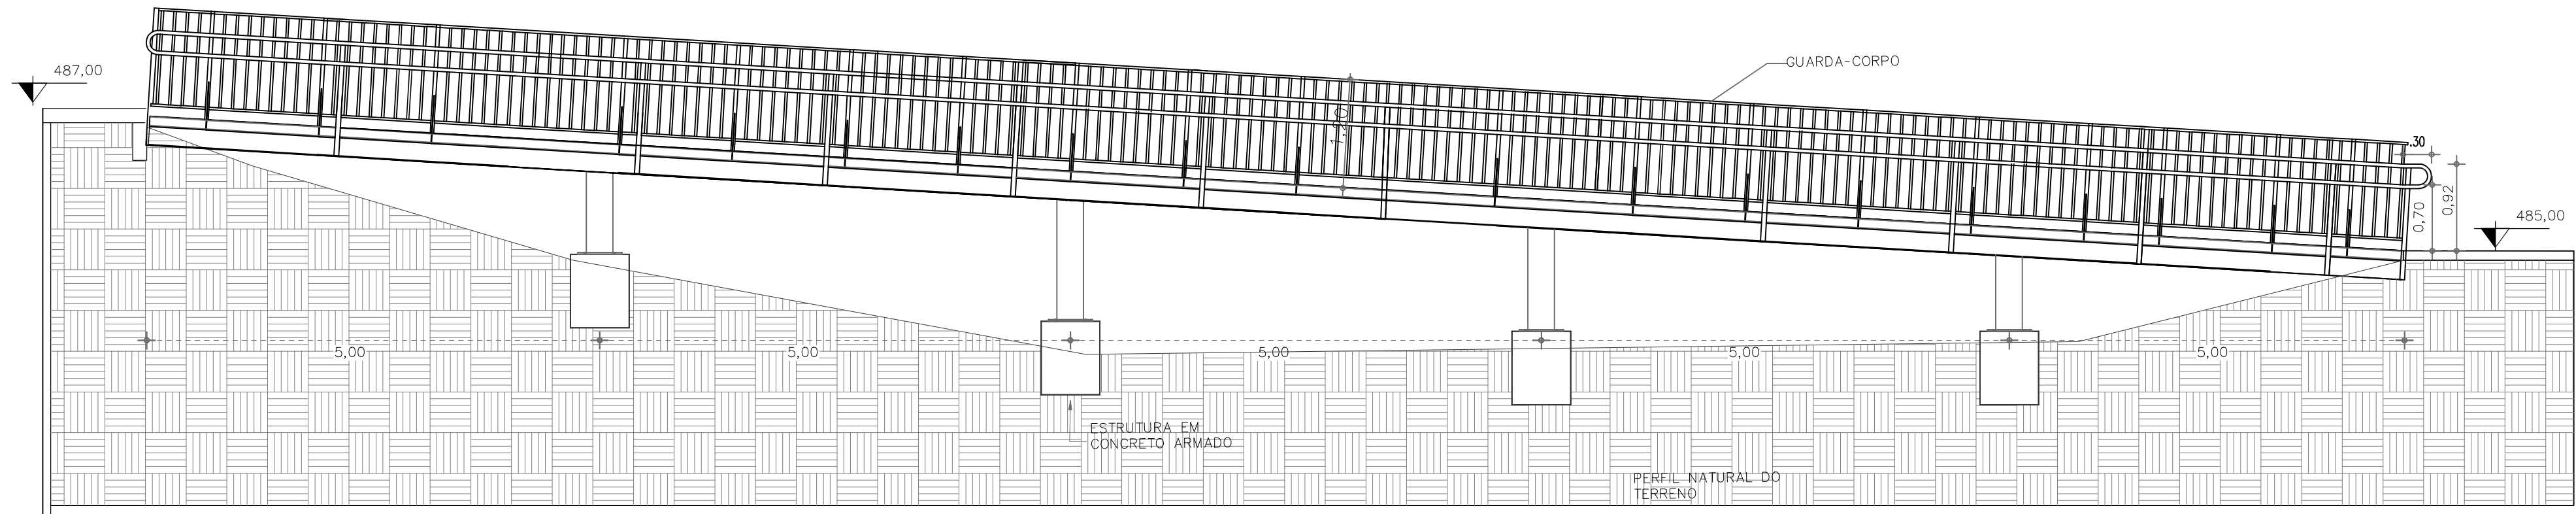 487,00
GUARDA-CORPO
1,20
.30
0,70
0,92
485,00
5,00
5,00
5,00
5,00
5,00
ESTRUTURA EM
CONCRETO ARMADO
PERFIL NATURAL DO
TERRENO